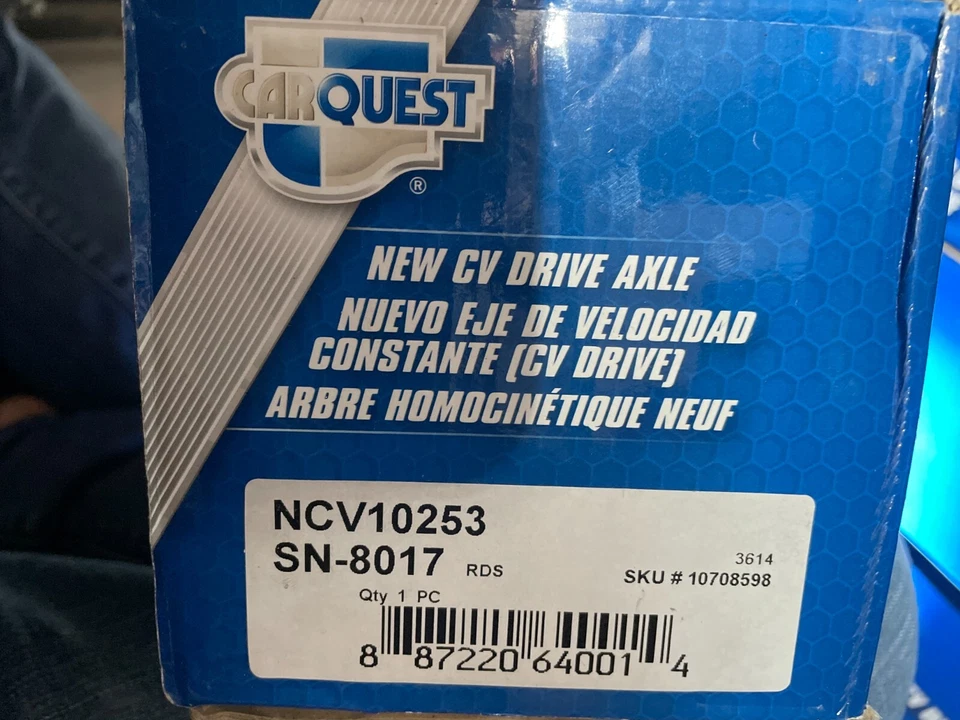 CARQUEST
®
NEW CV DRIVE AXLE
NUEVO EJE DE VELOCIDAD
CONSTANTE (CV DRIVE)
ARBRE HOMOCINÉTIQUE NEUF
NCV10253
SN-8017 RDS
3614
SKU # 10708598
Qty 1 PC
8 87220 64001 4